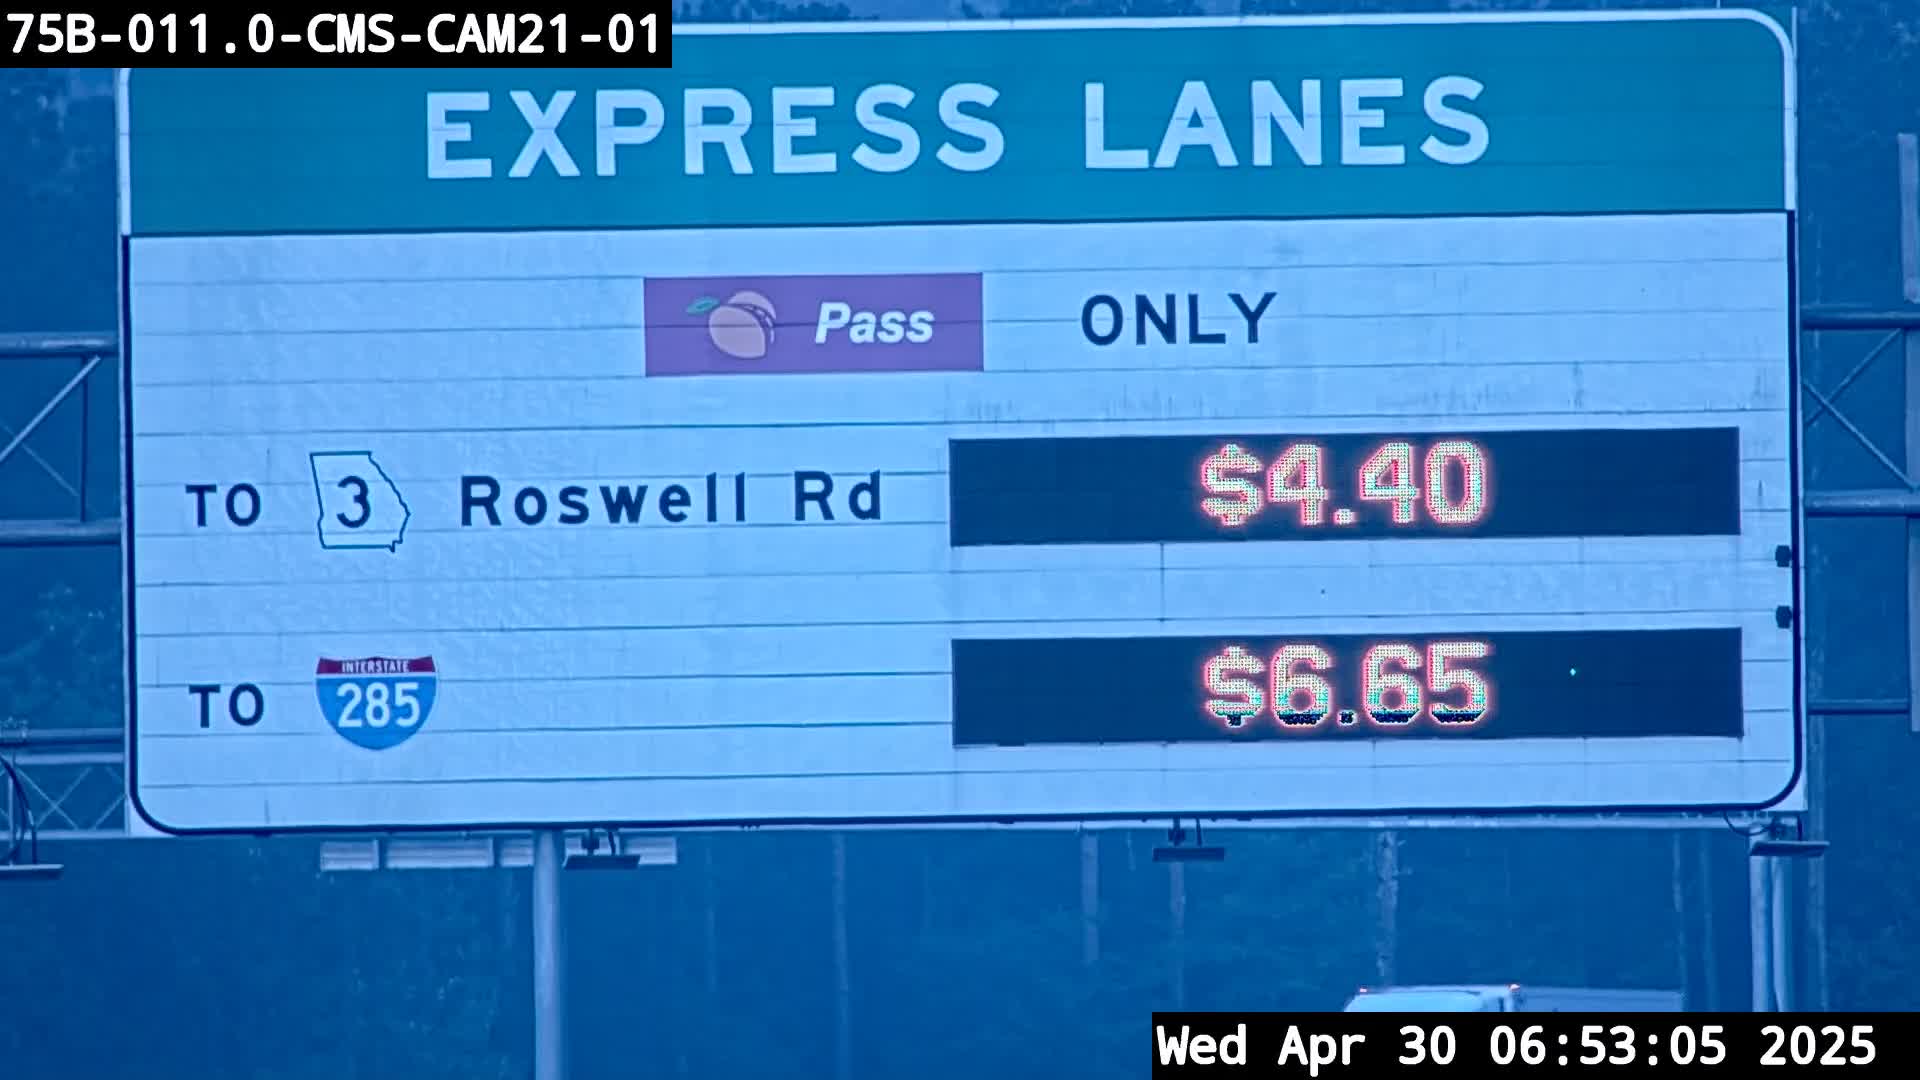 75B-011.0-CMS-CAM21-01
EXPRESS LANES
Pass ONLY
TO 3 Roswell Rd $4.40
INTERSTATE
TO 285 $6.65
Wed Apr 30 06:53:05 2025